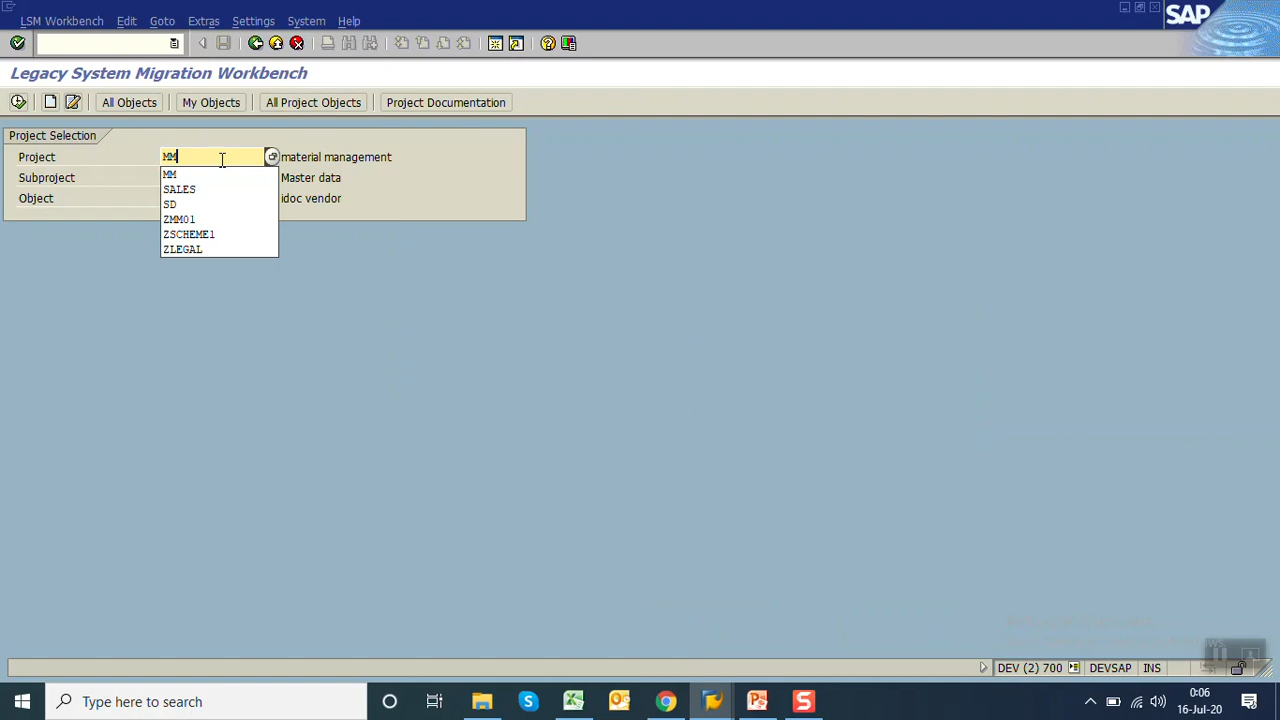 LSM Workbench Edit Goto Extras Settings System Help
SAP
Legacy System Migration Workbench
All Objects My Objects All Project Objects Project Documentation
Project Selection
Project MM material management
Subproject Master data
Object idoc vendor
MM
SALES
SD
ZMM01
ZSCHEME1
ZLEGAL
DEV (2) 700 DEVSAP INS
Type here to search
0:06
16-Jul-20